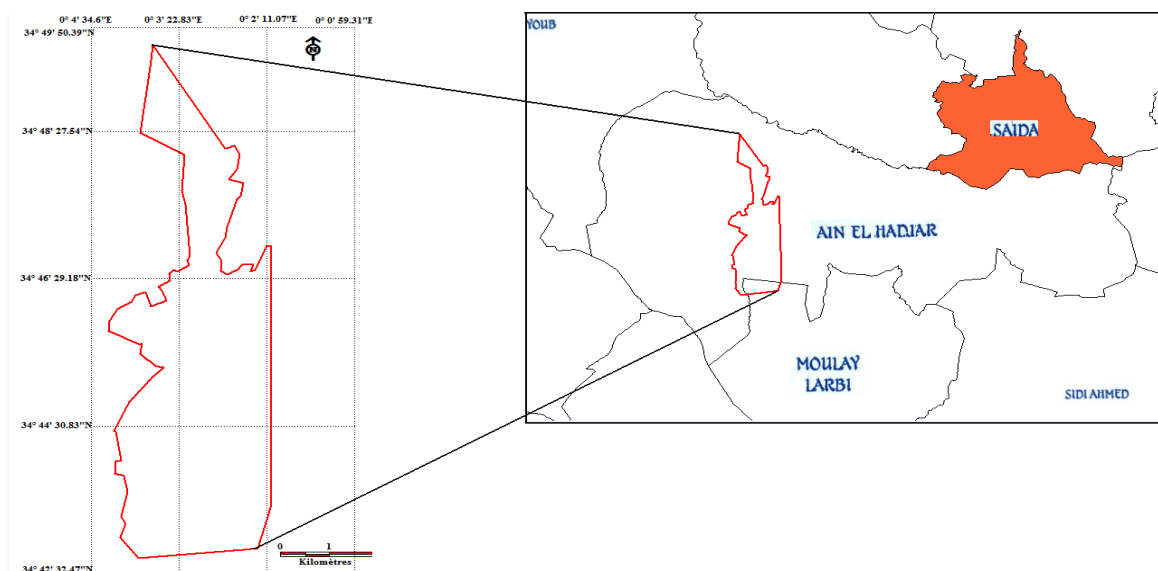 0° 4' 34.6"E 0° 3' 22.83"E 0° 2' 11.07"E 0° 0' 59.31"E
34° 49' 50.39"N
N
34° 48' 27.54"N
34° 46' 29.18"N
34° 44' 30.83"N
34° 42' 32.47"N
0 1
Kilomètres
YOUB
SAIDA
AIN EL HADJAR
MOULAY
LARBI
SIDI AHMED